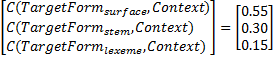 [C(TargetForm_surface, Context)] = [0.55]
[C(TargetForm_stem, Context)] [0.30]
[C(TargetForm_lexeme, Context)] [0.15]